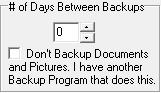 # of Days Between Backups
0
Don't Backup Documents
and Pictures. I have another
Backup Program that does this.